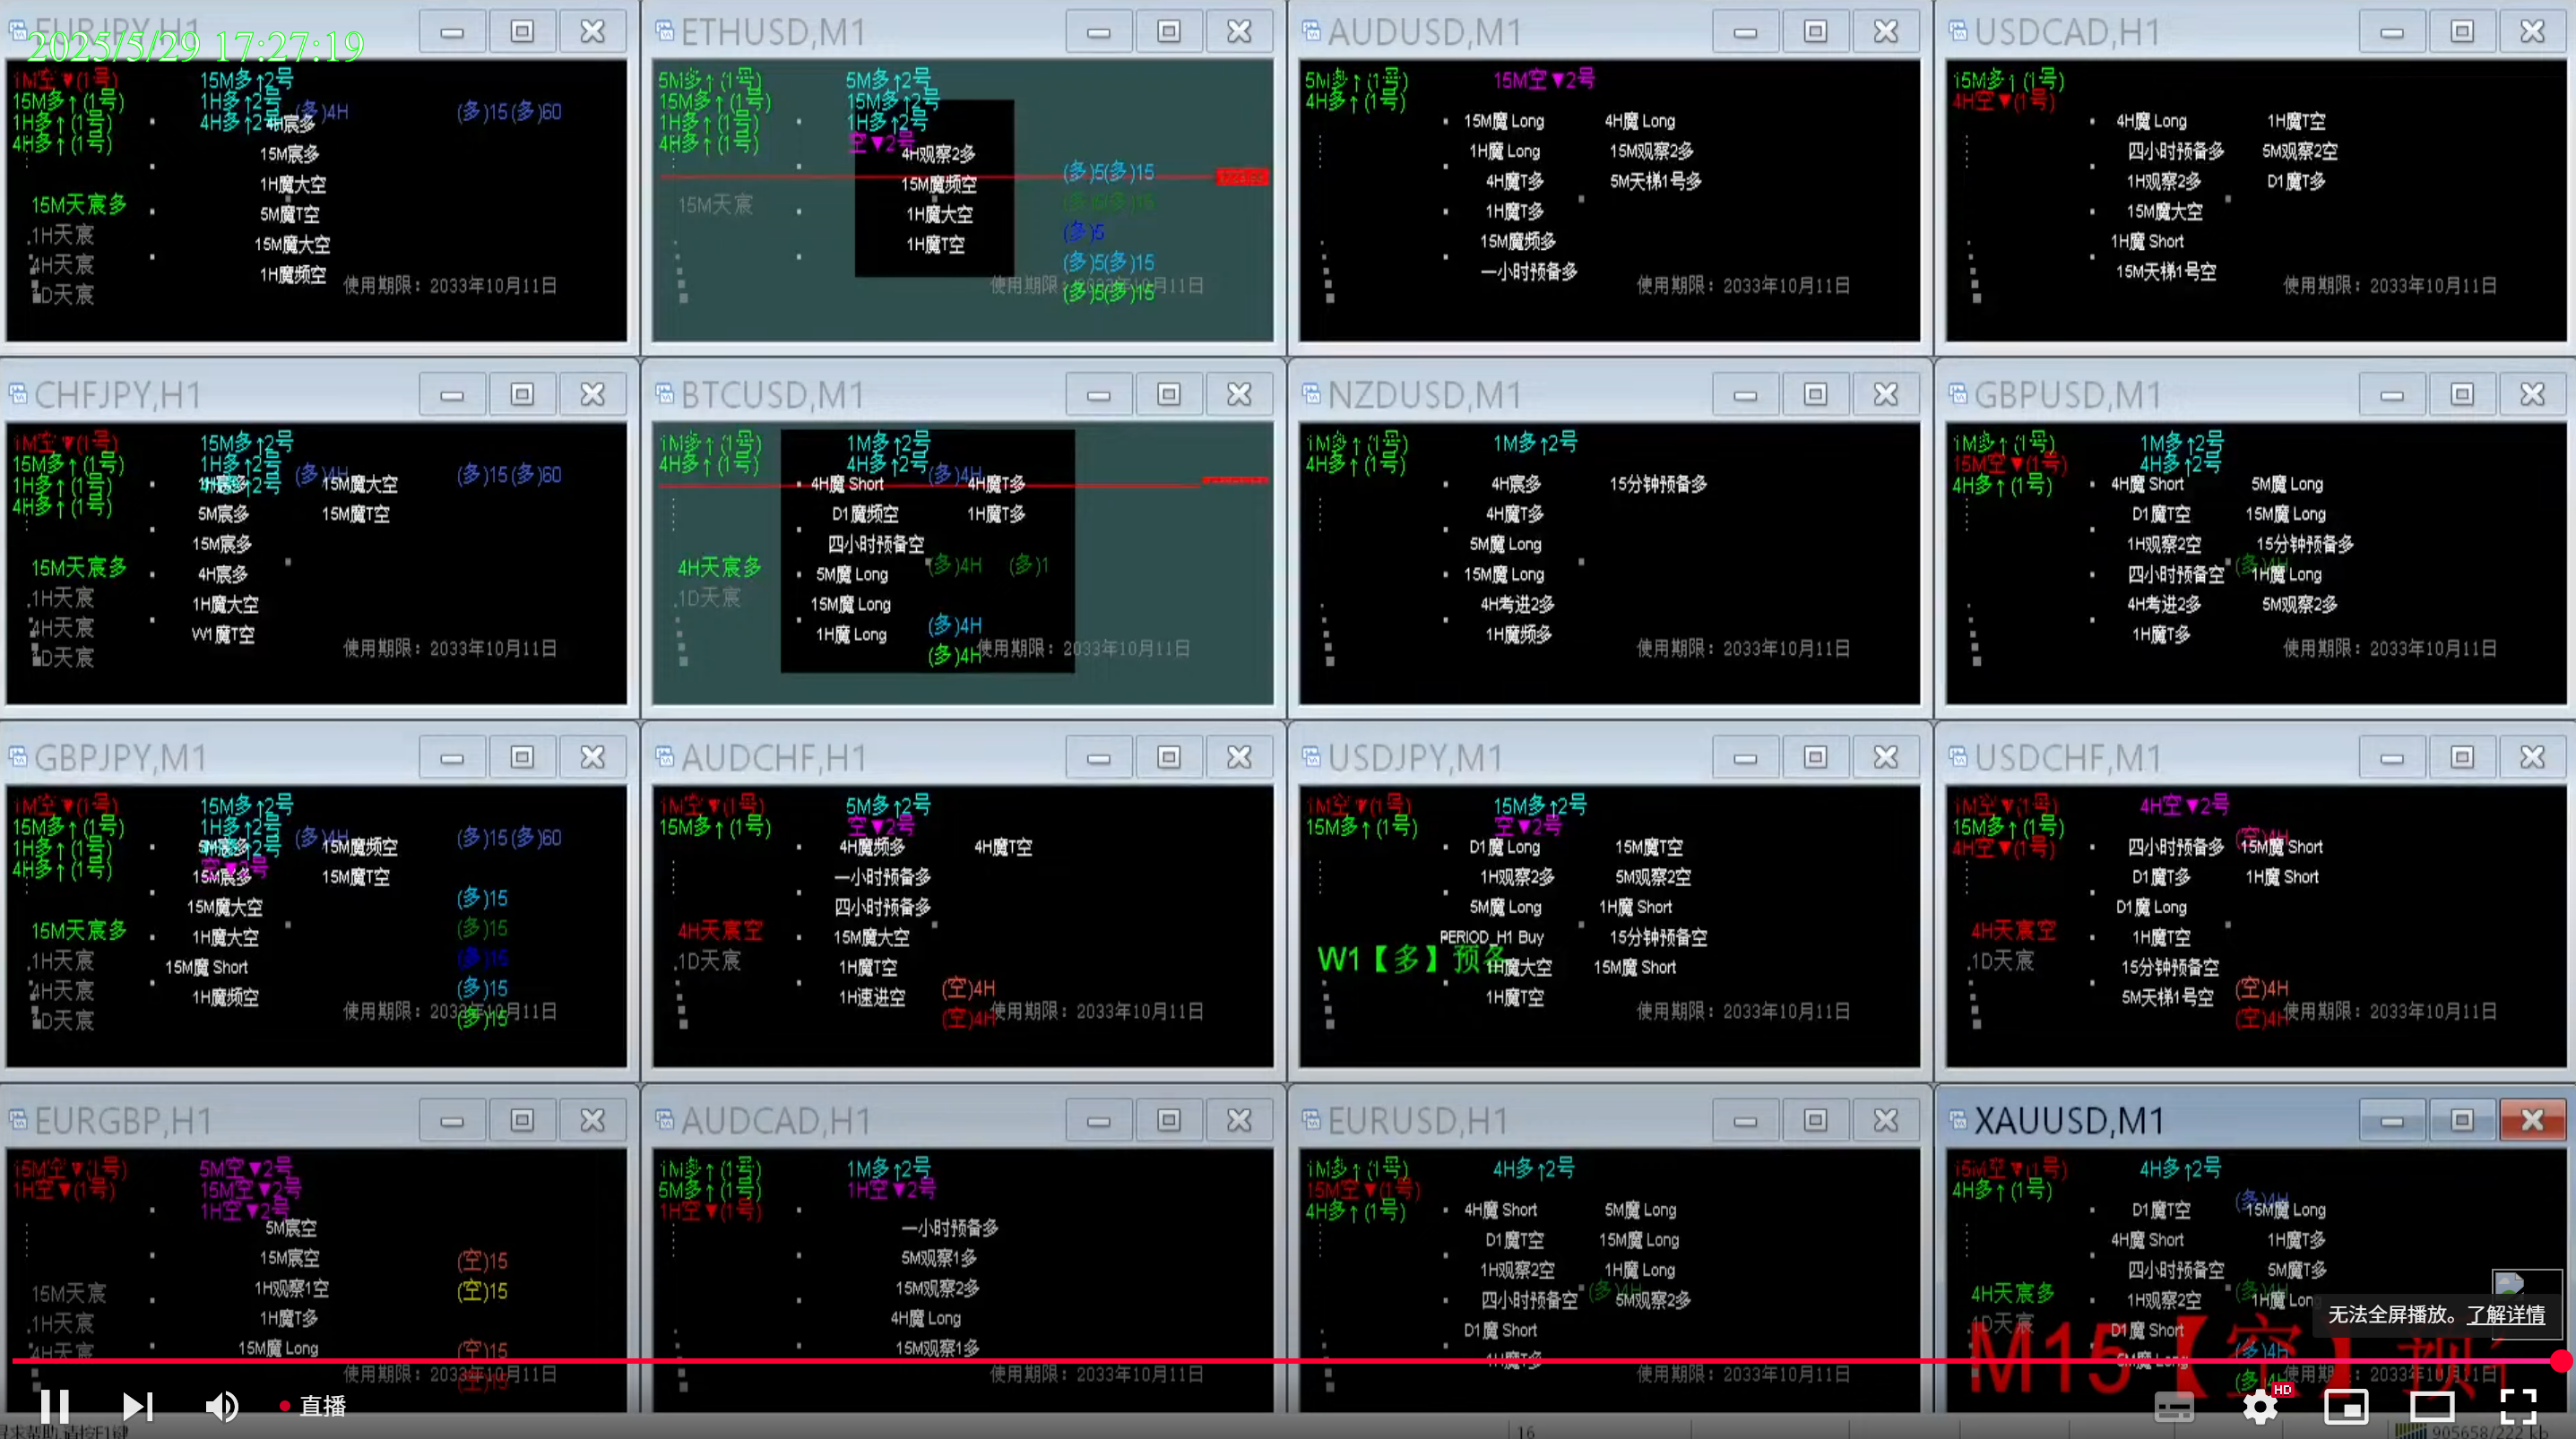 2025/5/29 17:27:19
EURJPY,H1
1M空▼(1号)
15M多↑(1号)
1H多↑(1号)
4H多↑(1号)
15M多↑2号
1H多↑2号
4H多↑2号
(多)4H
(多)15(多)60
4H宸多
15M宸多
1H魔大空
5M魔T空
15M魔大空
1H魔频空
15M天宸多
1H天宸
4H天宸
1D天宸
使用期限：2033年10月11日
ETHUSD,M1
5M多↑(1号)
15M多↑(1号)
1H多↑(1号)
4H多↑(1号)
5M多↑2号
15M多↑2号
1H多↑2号
空▼2号
4H观察2多
15M魔频空
1H魔大空
1H魔T空
15M天宸
(多)5(多)15
(多)5(多)15
(多)5
(多)5(多)15
(多)5(多)15
使用期限：2033年10月11日
AUDUSD,M1
5M多↑(1号)
4H多↑(1号)
15M空▼2号
15M魔 Long 4H魔 Long
1H魔 Long 15M观察2多
4H魔T多 5M天梯1号多
1H魔T多
15M魔频多
一小时预备多
使用期限：2033年10月11日
USDCAD,H1
15M多↑(1号)
4H空▼(1号)
4H魔 Long 1H魔T空
四小时预备多 5M观察2空
1H观察2多 D1魔T多
15M魔大空
1H魔 Short
15M天梯1号空
使用期限：2033年10月11日
CHFJPY,H1
1M空▼(1号)
15M多↑(1号)
1H多↑(1号)
4H多↑(1号)
15M多↑2号
1H多↑2号
4H多↑2号
(多)4H
(多)15(多)60
1H宸多 15M魔大空
5M宸多 15M魔T空
15M宸多
4H宸多
1H魔大空
W1魔T空
15M天宸多
1H天宸
4H天宸
1D天宸
使用期限：2033年10月11日
BTCUSD,M1
1M多↑(1号)
4H多↑(1号)
1M多↑2号
4H多↑2号
(多)4H
4H魔 Short 4H魔T多
D1魔频空 1H魔T多
四小时预备空
5M魔 Long
15M魔 Long
1H魔 Long
4H天宸多
1D天宸
(多)4H (多)1
(多)4H
(多)4H
使用期限：2033年10月11日
NZDUSD,M1
1M多↑(1号)
4H多↑(1号)
1M多↑2号
4H宸多 15分钟预备多
4H魔T多
5M魔 Long
15M魔 Long
4H考进2多
1H魔频多
使用期限：2033年10月11日
GBPUSD,M1
1M多↑(1号)
15M空▼(1号)
4H多↑(1号)
1M多↑2号
4H多↑2号
4H魔 Short 5M魔 Long
D1魔T空 15M魔 Long
1H观察2空 15分钟预备多
四小时预备空 1H魔 Long
4H考进2多 5M观察2多
1H魔T多
(多)4H
使用期限：2033年10月11日
GBPJPY,M1
1M空▼(1号)
15M多↑(1号)
1H多↑(1号)
4H多↑(1号)
15M多↑2号
1H多↑2号
空▼2号
(多)4H
(多)15(多)60
5M宸多 15M魔频空
15M宸多 15M魔T空
15M魔大空
1H魔大空
15M魔 Short
1H魔频空
15M天宸多
1H天宸
4H天宸
1D天宸
(多)15
(多)15
(多)15
(多)15
(多)15
使用期限：2033年10月11日
AUDCHF,H1
1M空▼(1号)
15M多↑(1号)
5M多↑2号
空▼2号
4H魔频多 4H魔T空
一小时预备多
四小时预备多
15M魔大空
1H魔T空
1H速进空
4H天宸空
1D天宸
(空)4H
(空)4H
使用期限：2033年10月11日
USDJPY,M1
1M空▼(1号)
15M多↑(1号)
15M多↑2号
空▼2号
D1魔 Long 15M魔T空
1H观察2多 5M观察2空
5M魔 Long 1H魔 Short
PERIOD_H1 Buy 15分钟预备空
1H魔大空 15M魔 Short
1H魔T空
W1【多】预备
使用期限：2033年10月11日
USDCHF,M1
1M空▼(1号)
15M多↑(1号)
4H空▼(1号)
4H空▼2号
(空)4H
四小时预备多 15M魔 Short
D1魔T多 1H魔 Short
D1魔 Long
1H魔T空
15分钟预备空
5M天梯1号空
4H天宸空
1D天宸
(空)4H
(空)4H
使用期限：2033年10月11日
EURGBP,H1
15M空▼(1号)
1H空▼(1号)
5M空▼2号
15M空▼2号
1H空▼2号
5M宸空
15M宸空
1H观察1空
1H魔T多
15M魔 Long
15M天宸
1H天宸
4H天宸
(空)15
(空)15
(空)15
(空)15
使用期限：2033年10月11日
AUDCAD,H1
1M多↑(1号)
5M多↑(1号)
1H空▼(1号)
1M多↑2号
1H空▼2号
一小时预备多
5M观察1多
15M观察2多
4H魔 Long
15M观察1多
使用期限：2033年10月11日
EURUSD,H1
1M多↑(1号)
15M空▼(1号)
4H多↑(1号)
4H多↑2号
4H魔 Short 5M魔 Long
D1魔T空 15M魔 Long
1H观察2空 1H魔 Long
四小时预备空 5M观察2多
D1魔 Short
1H魔T多
(多)4H
使用期限：2033年10月11日
XAUUSD,M1
15M空▼(1号)
4H多↑(1号)
4H多↑2号
(多)4H
D1魔T空 15M魔 Long
4H魔 Short 1H魔T多
四小时预备空 5M魔T多
1H观察2空 1H魔 Long
D1魔 Short
5M魔 Long
4H天宸多
1D天宸
(多)4H
(多)4H
(多)4H
M15【空】预备
使用期限：2033年10月11日
无法全屏播放。了解详情
直播
HD
寻求帮助,请按F1键
16
905658/222 kb